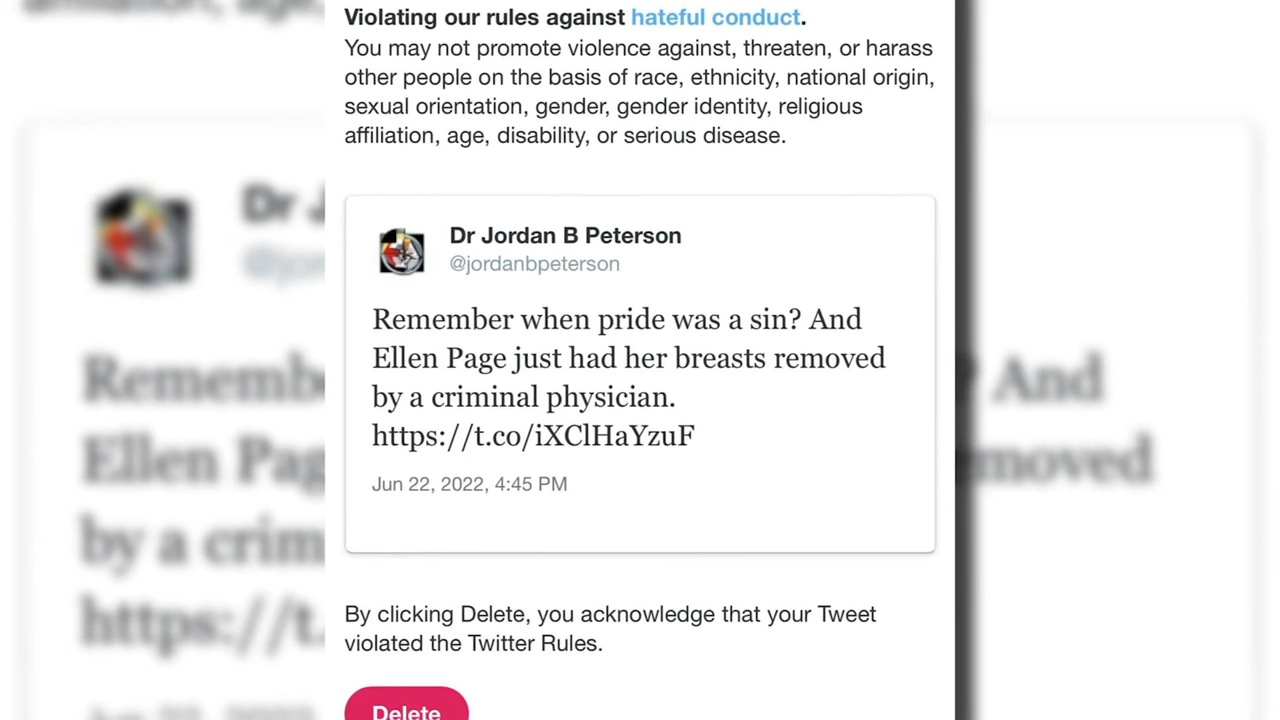 Violating our rules against hateful conduct.
You may not promote violence against, threaten, or harass
other people on the basis of race, ethnicity, national origin,
sexual orientation, gender, gender identity, religious
affiliation, age, disability, or serious disease.
Dr Jordan B Peterson
@jordanbpeterson
Remember when pride was a sin? And
Ellen Page just had her breasts removed
by a criminal physician.
https://t.co/iXClHaYzuF
Jun 22, 2022, 4:45 PM
By clicking Delete, you acknowledge that your Tweet
violated the Twitter Rules.
Delete